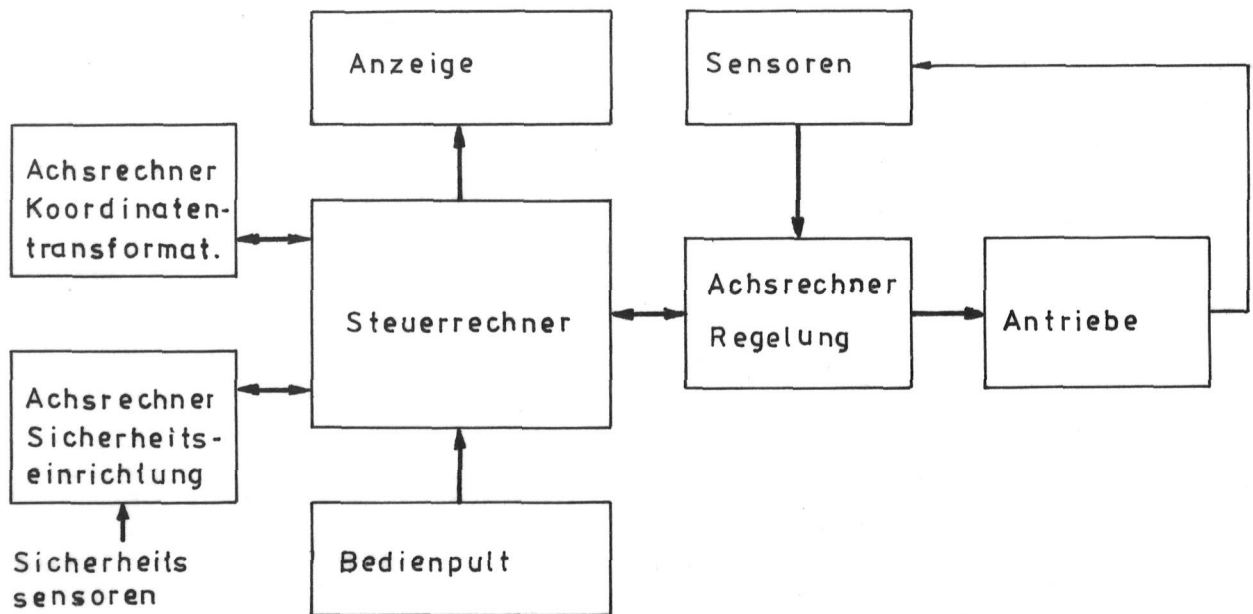 Anzeige
Sensoren
Achsrechner
Koordinaten-
transformat.
Steuerrechner
Achsrechner
Regelung
Antriebe
Achsrechner
Sicherheits-
einrichtung
Bedienpult
Sicherheits
sensoren